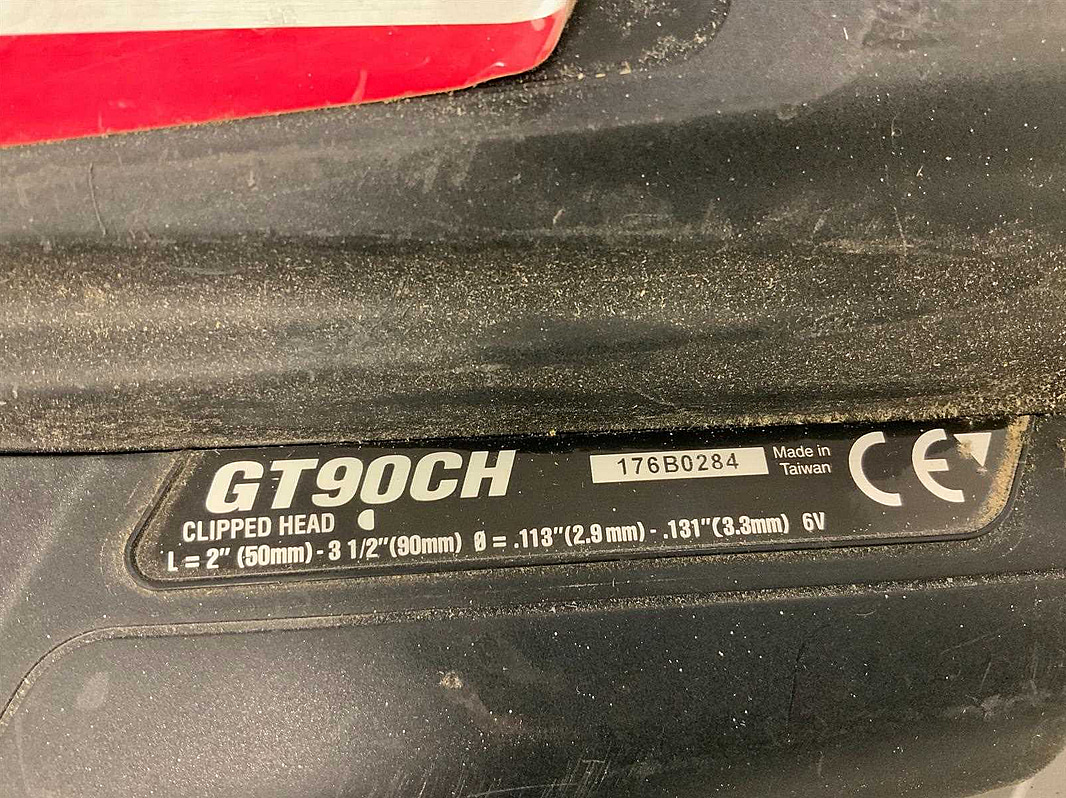 GT90CH
176B0284
Made in
Taiwan
CE
CLIPPED HEAD
L = 2" (50mm) - 3 1/2"(90mm) Ø = .113"(2.9mm) - .131"(3.3mm) 6V